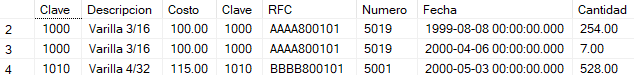 Clave Descripcion Costo Clave RFC Numero Fecha Cantidad
2 1000 Varilla 3/16 100.00 1000 AAAA800101 5019 1999-08-08 00:00:00.000 254.00
3 1000 Varilla 3/16 100.00 1000 AAAA800101 5019 2000-04-06 00:00:00.000 7.00
4 1010 Varilla 4/32 115.00 1010 BBBB800101 5001 2000-05-03 00:00:00.000 528.00